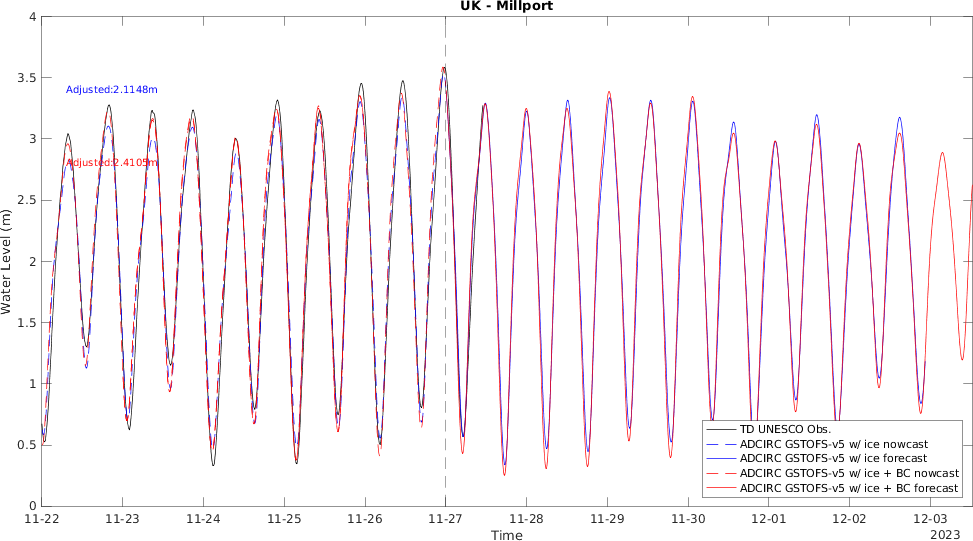 UK - Millport
4
3.5
3
2.5
2
1.5
1
0.5
0
Water Level (m)
Adjusted:2.1148m
Adjusted:2.4105m
TD UNESCO Obs.
ADCIRC GSTOFS-v5 w/ ice nowcast
ADCIRC GSTOFS-v5 w/ ice forecast
ADCIRC GSTOFS-v5 w/ ice + BC nowcast
ADCIRC GSTOFS-v5 w/ ice + BC forecast
11-22 11-23 11-24 11-25 11-26 11-27 11-28 11-29 11-30 12-01 12-02 12-03
Time
2023